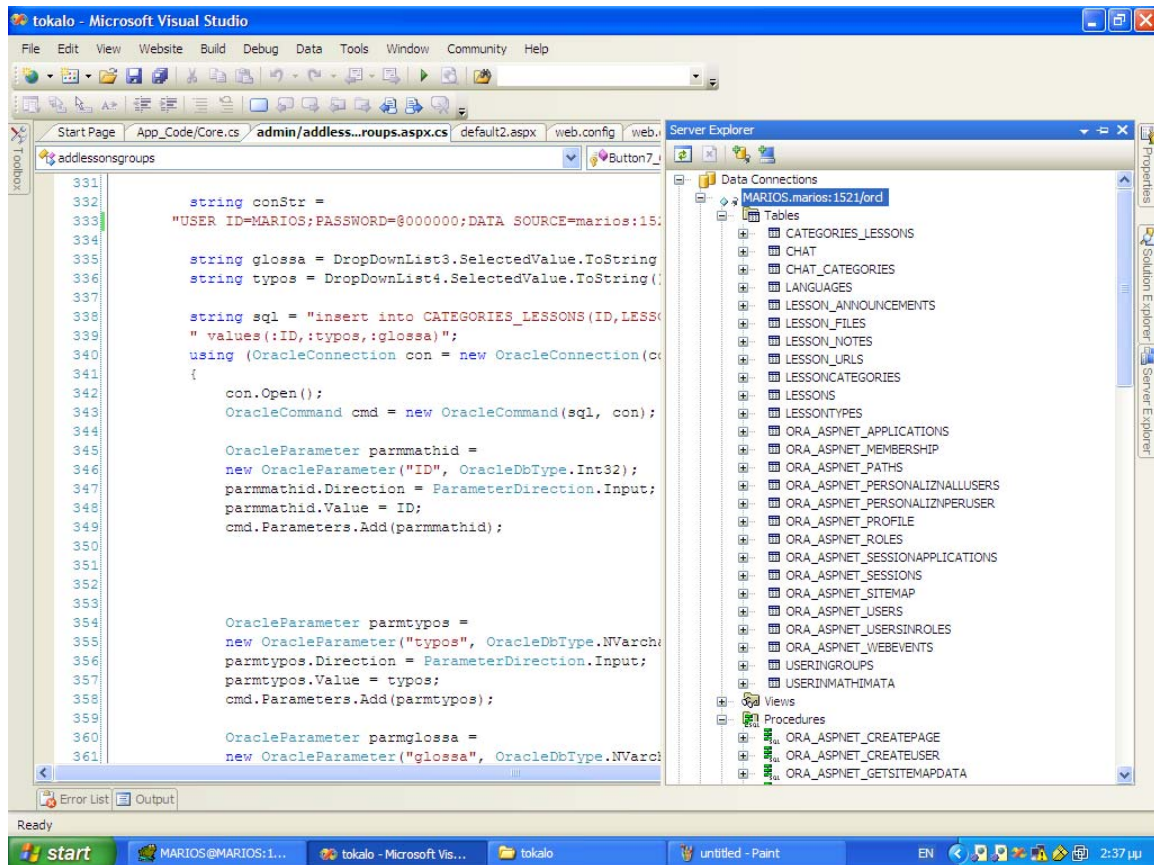 tokalo - Microsoft Visual Studio
File Edit View Website Build Debug Data Tools Window Community Help
Start Page App_Code/Core.cs admin/addless...roups.aspx.cs default2.aspx web.config web.
Server Explorer
addlessonsgroups Button7_
Toolbox
Properties
Solution Explorer
Server Explorer
331
332 string conStr =
333 "USER ID=MARIOS;PASSWORD=@000000;DATA SOURCE=marios:152
334
335 string glossa = DropDownList3.SelectedValue.ToString
336 string typos = DropDownList4.SelectedValue.ToString(
337
338 string sql = "insert into CATEGORIES_LESSONS(ID,LESSO
339 " values(:ID,:typos,:glossa)";
340 using (OracleConnection con = new OracleConnection(co
341 {
342 con.Open();
343 OracleCommand cmd = new OracleCommand(sql, con);
344
345 OracleParameter parmmathid =
346 new OracleParameter("ID", OracleDbType.Int32);
347 parmmathid.Direction = ParameterDirection.Input;
348 parmmathid.Value = ID;
349 cmd.Parameters.Add(parmmathid);
350
351
352
353
354 OracleParameter parmtypos =
355 new OracleParameter("typos", OracleDbType.NVarcha
356 parmtypos.Direction = ParameterDirection.Input;
357 parmtypos.Value = typos;
358 cmd.Parameters.Add(parmtypos);
359
360 OracleParameter parmglossa =
361 new OracleParameter("glossa", OracleDbType.NVarch
Data Connections
MARIOS.marios:1521/orcl
Tables
CATEGORIES_LESSONS
CHAT
CHAT_CATEGORIES
LANGUAGES
LESSON_ANNOUNCEMENTS
LESSON_FILES
LESSON_NOTES
LESSON_URLS
LESSONCATEGORIES
LESSONS
LESSONTYPES
ORA_ASPNET_APPLICATIONS
ORA_ASPNET_MEMBERSHIP
ORA_ASPNET_PATHS
ORA_ASPNET_PERSONALIZNALLUSERS
ORA_ASPNET_PERSONALIZNPERUSER
ORA_ASPNET_PROFILE
ORA_ASPNET_ROLES
ORA_ASPNET_SESSIONAPPLICATIONS
ORA_ASPNET_SESSIONS
ORA_ASPNET_SITEMAP
ORA_ASPNET_USERS
ORA_ASPNET_USERSINROLES
ORA_ASPNET_WEBEVENTS
USERINGROUPS
USERINMATHIMATA
Views
Procedures
ORA_ASPNET_CREATEPAGE
ORA_ASPNET_CREATEUSER
ORA_ASPNET_GETSITEMAPDATA
Error List Output
Ready
start MARIOS@MARIOS:1... tokalo - Microsoft Vis... tokalo untitled - Paint EN 2:37 μμ